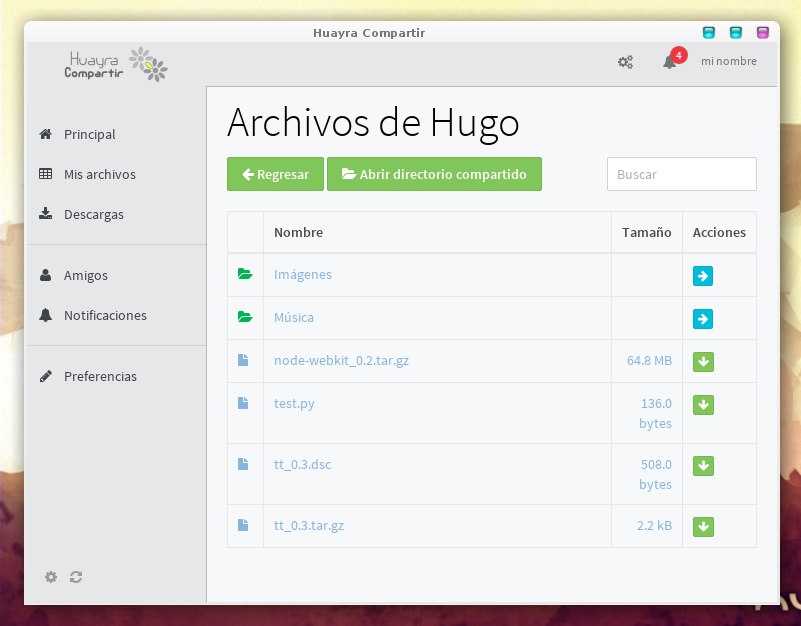 Huayra Compartir
Huayra
Compartir
4
mi nombre
Principal
Mis archivos
Descargas
Amigos
Notificaciones
Preferencias
Archivos de Hugo
Regresar
Abrir directorio compartido
Buscar
Nombre Tamaño Acciones
Imágenes
Música
node-webkit_0.2.tar.gz 64.8 MB
test.py 136.0
bytes
tt_0.3.dsc 508.0
bytes
tt_0.3.tar.gz 2.2 kB